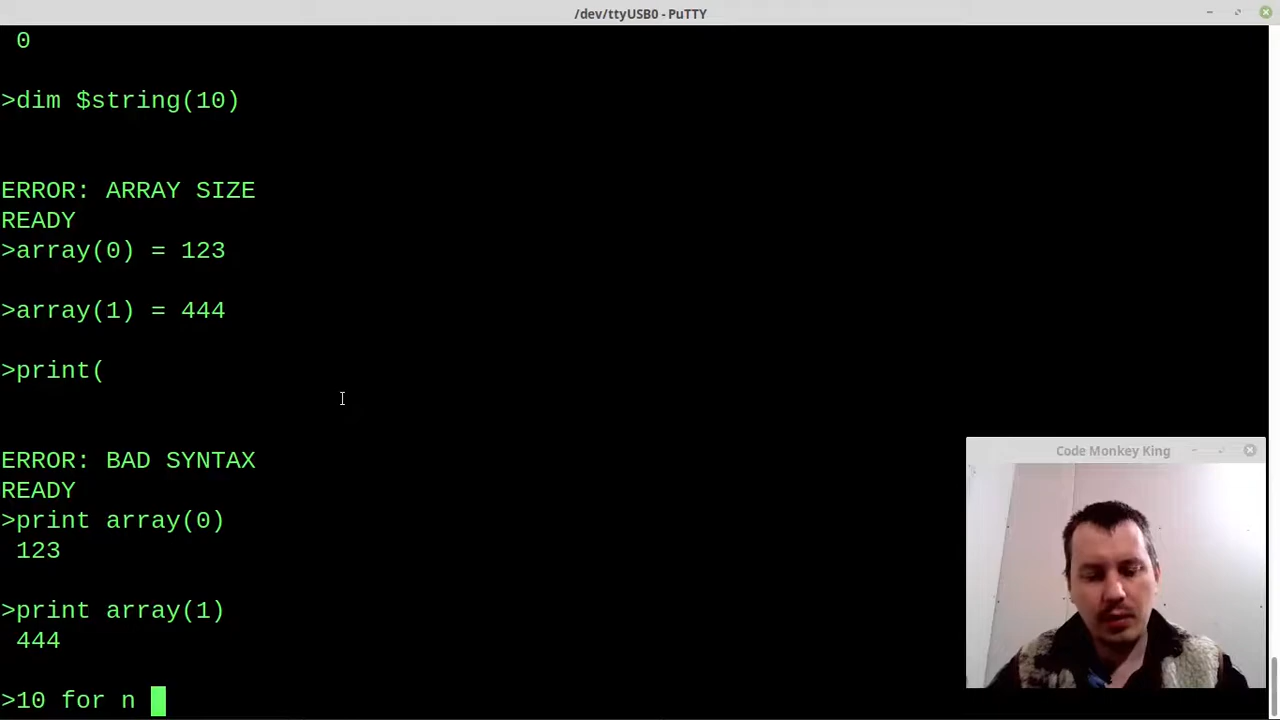 /dev/ttyUSB0 - PuTTY
0
>dim $string(10)
ERROR: ARRAY SIZE
READY
>array(0) = 123
>array(1) = 444
>print(
ERROR: BAD SYNTAX
READY
>print array(0)
123
>print array(1)
444
>10 for n
Code Monkey King